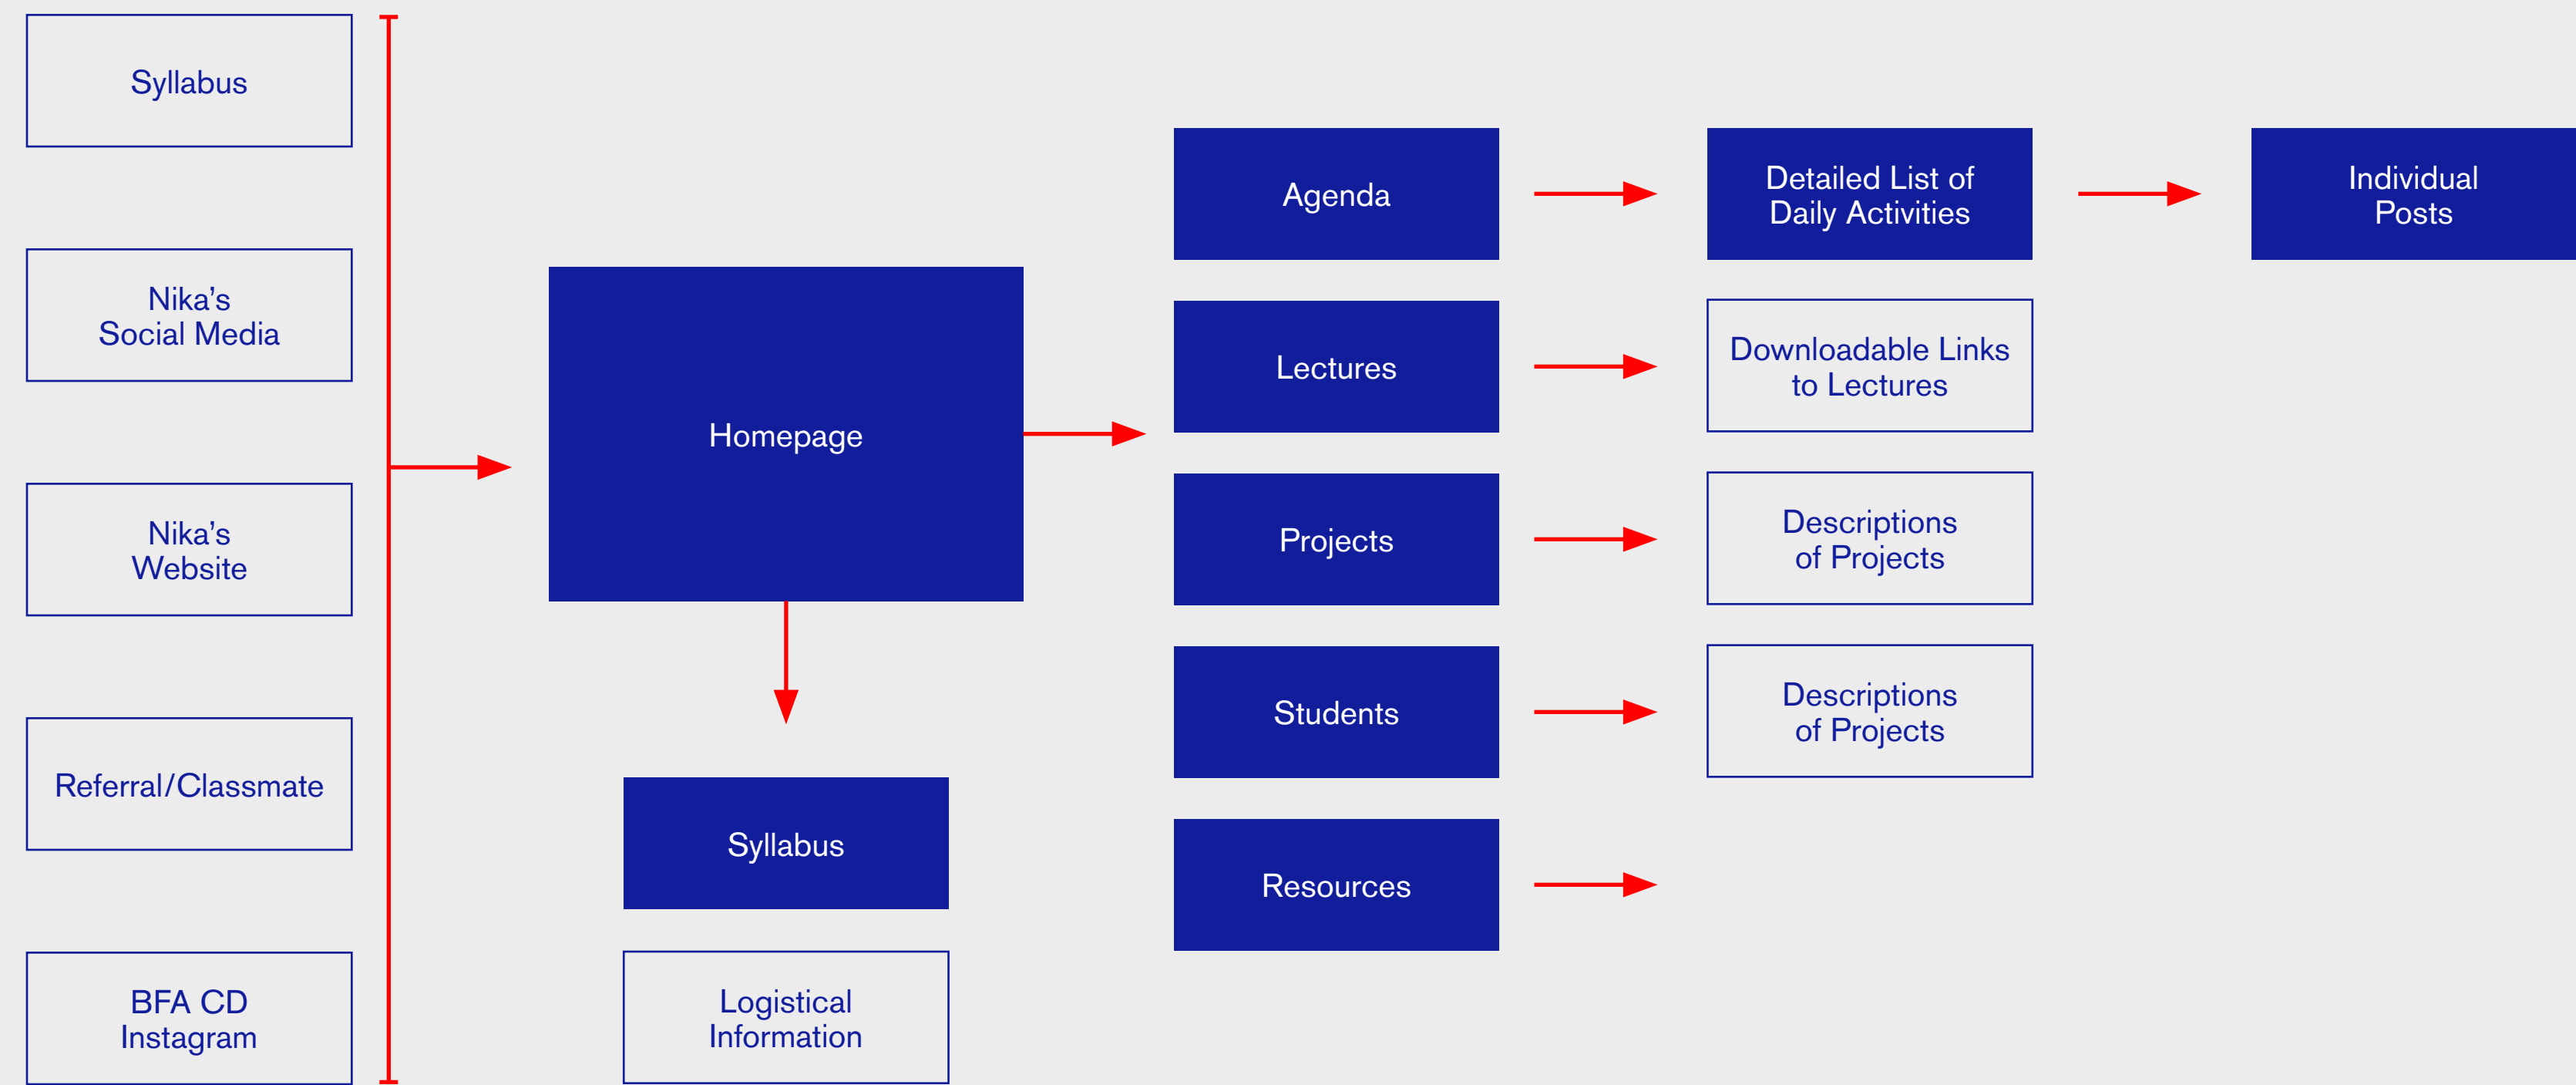 Syllabus
Nika’s
Social Media
Nika’s
Website
Referral/Classmate
BFA CD
Instagram
Homepage
Syllabus
Logistical
Information
Agenda
Lectures
Projects
Students
Resources
Detailed List of
Daily Activities
Downloadable Links
to Lectures
Descriptions
of Projects
Descriptions
of Projects
Individual
Posts